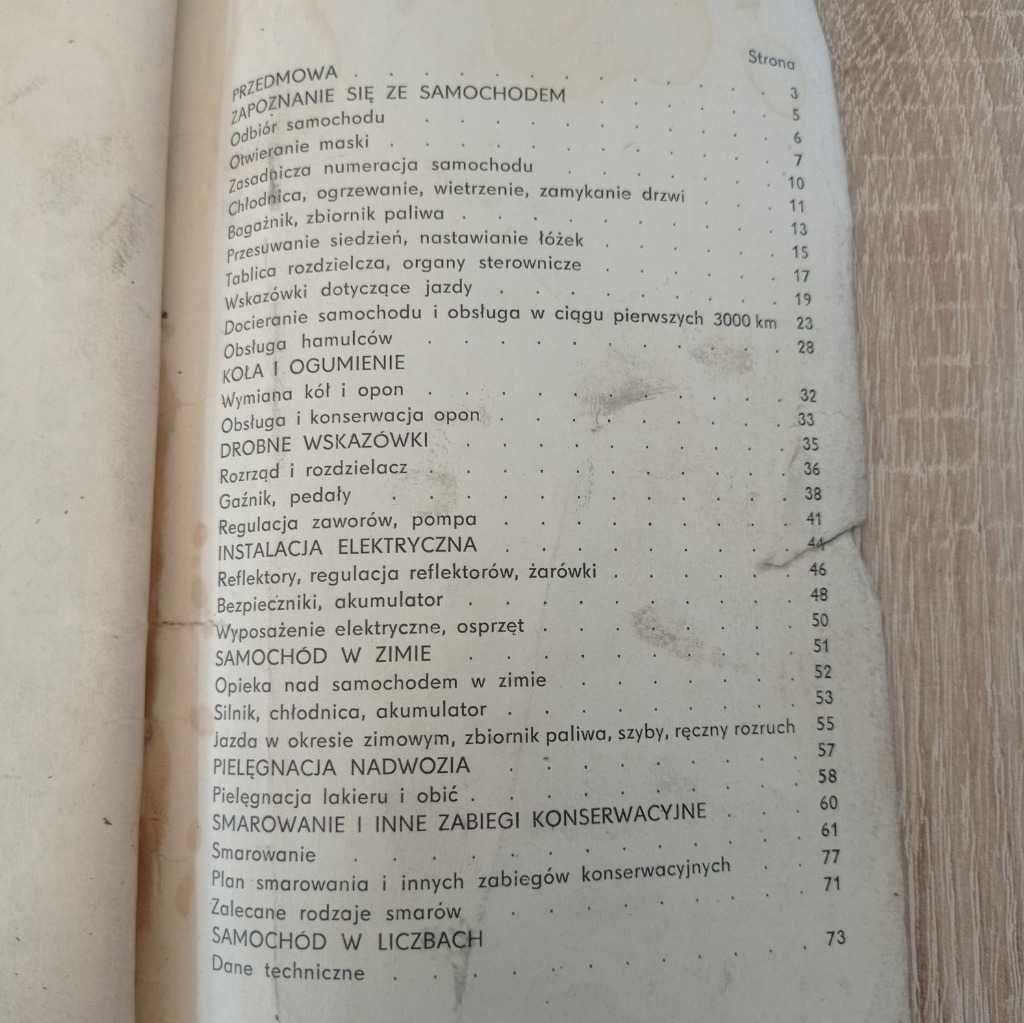 Strona
PRZEDMOWA . . . . . . . . . . . 3
ZAPOZNANIE SIĘ ZE SAMOCHODEM . . . . . 5
Odbiór samochodu . . . . . . . . . . 6
Otwieranie maski . . . . . . . . . . 7
Zasadnicza numeracja samochodu . . . . . . 10
Chłodnica, ogrzewanie, wietrzenie, zamykanie drzwi . . . 11
Bagażnik, zbiornik paliwa . . . . . . . . . 13
Przesuwanie siedzień, nastawianie łóżek . . . . . 15
Tablica rozdzielcza, organy sterownicze . . . . . 17
Wskazówki dotyczące jazdy . . . . . . . . 19
Docieranie samochodu i obsługa w ciągu pierwszych 3000 km 23
Obsługa hamulców . . . . . . . . . . 28
KOŁA I OGUMIENIE
Wymiana kół i opon . . . . . . . . . . 32
Obsługa i konserwacja opon . . . . . . . . 33
DROBNE WSKAZÓWKI . . . . . . . . . 35
Rozrząd i rozdzielacz . . . . . . . . . . 36
Gaźnik, pedały . . . . . . . . . . . 38
Regulacja zaworów, pompa . . . . . . . . 41
INSTALACJA ELEKTRYCZNA . . . . . . . . 44
Reflektory, regulacja reflektorów, żarówki . . . . . 46
Bezpieczniki, akumulator . . . . . . . . . 48
Wyposażenie elektryczne, osprzęt . . . . . . . 50
SAMOCHÓD W ZIMIE . . . . . . . . . 51
Opieka nad samochodem w zimie . . . . . . 52
Silnik, chłodnica, akumulator . . . . . . . . 53
Jazda w okresie zimowym, zbiornik paliwa, szyby, ręczny rozruch 55
PIELĘGNACJA NADWOZIA . . . . . . . . 57
Pielęgnacja lakieru i obić . . . . . . . . . 58
SMAROWANIE I INNE ZABIEGI KONSERWACYJNE . . . 60
Smarowanie . . . . . . . . . . . . 61
Plan smarowania i innych zabiegów konserwacyjnych . . 77
Zalecane rodzaje smarów . . . . . . . . 71
SAMOCHÓD W LICZBACH
Dane techniczne . . . . . . . . . . . 73